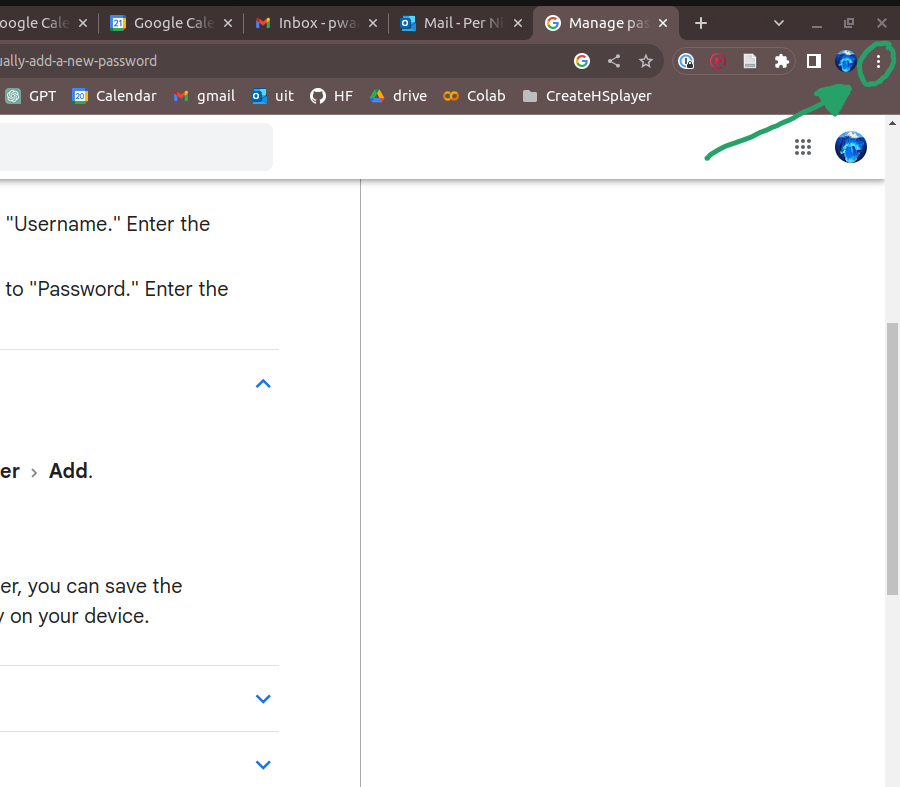 oogle Cale
Google Cale
Inbox - pwa
Mail - Per Ni
Manage pas
ually-add-a-new-password
GPT
Calendar
gmail
uit
HF
drive
Colab
CreateHSplayer
"Username." Enter the
to "Password." Enter the
er › Add.
er, you can save the
y on your device.